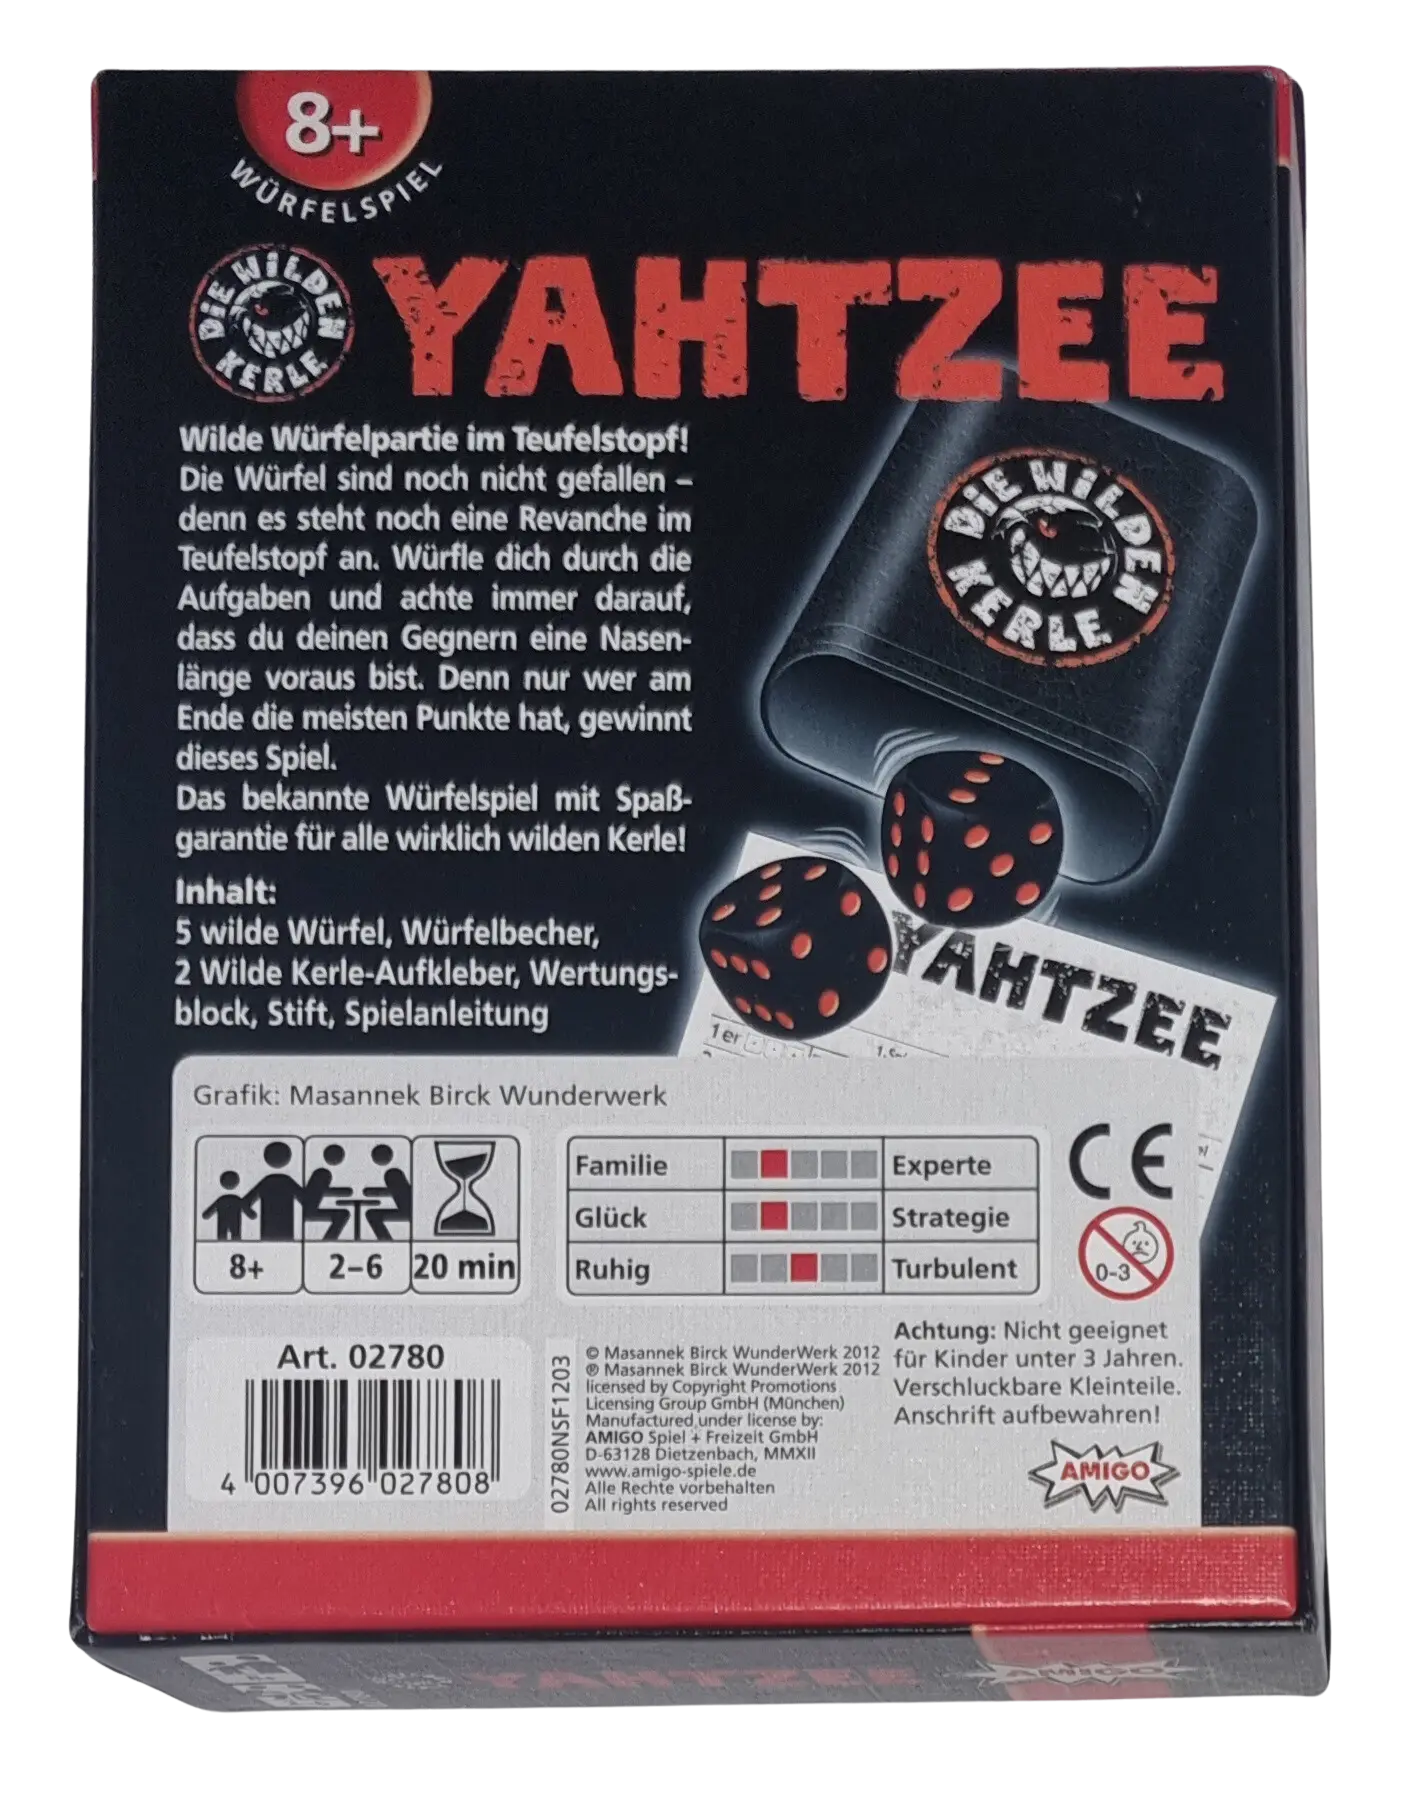 8+
WÜRFELSPIEL
DIE WILDEN KERLE
YAHTZEE
Wilde Würfelpartie im Teufelstopf!
Die Würfel sind noch nicht gefallen –
denn es steht noch eine Revanche im
Teufelstopf an. Würfle dich durch die
Aufgaben und achte immer darauf,
dass du deinen Gegnern eine Nasen-
länge voraus bist. Denn nur wer am
Ende die meisten Punkte hat, gewinnt
dieses Spiel.
Das bekannte Würfelspiel mit Spaß-
garantie für alle wirklich wilden Kerle!
Inhalt:
5 wilde Würfel, Würfelbecher,
2 Wilde Kerle-Aufkleber, Wertungs-
block, Stift, Spielanleitung
DIE WILDEN KERLE
YAHTZEE
1er
Grafik: Masannek Birck Wunderwerk
8+ 2–6 20 min
Familie Experte
Glück Strategie
Ruhig Turbulent
CE
0-3
Achtung: Nicht geeignet
für Kinder unter 3 Jahren.
Verschluckbare Kleinteile.
Anschrift aufbewahren!
AMIGO
Art. 02780
4 007396 027808
02780NSF1203
© Masannek Birck WunderWerk 2012
® Masannek Birck WunderWerk 2012
licensed by Copyright Promotions
Licensing Group GmbH (München)
Manufactured under license by:
AMIGO Spiel + Freizeit GmbH
D-63128 Dietzenbach, MMXII
www.amigo-spiele.de
Alle Rechte vorbehalten
All rights reserved
YAHTZEE
AMIGO